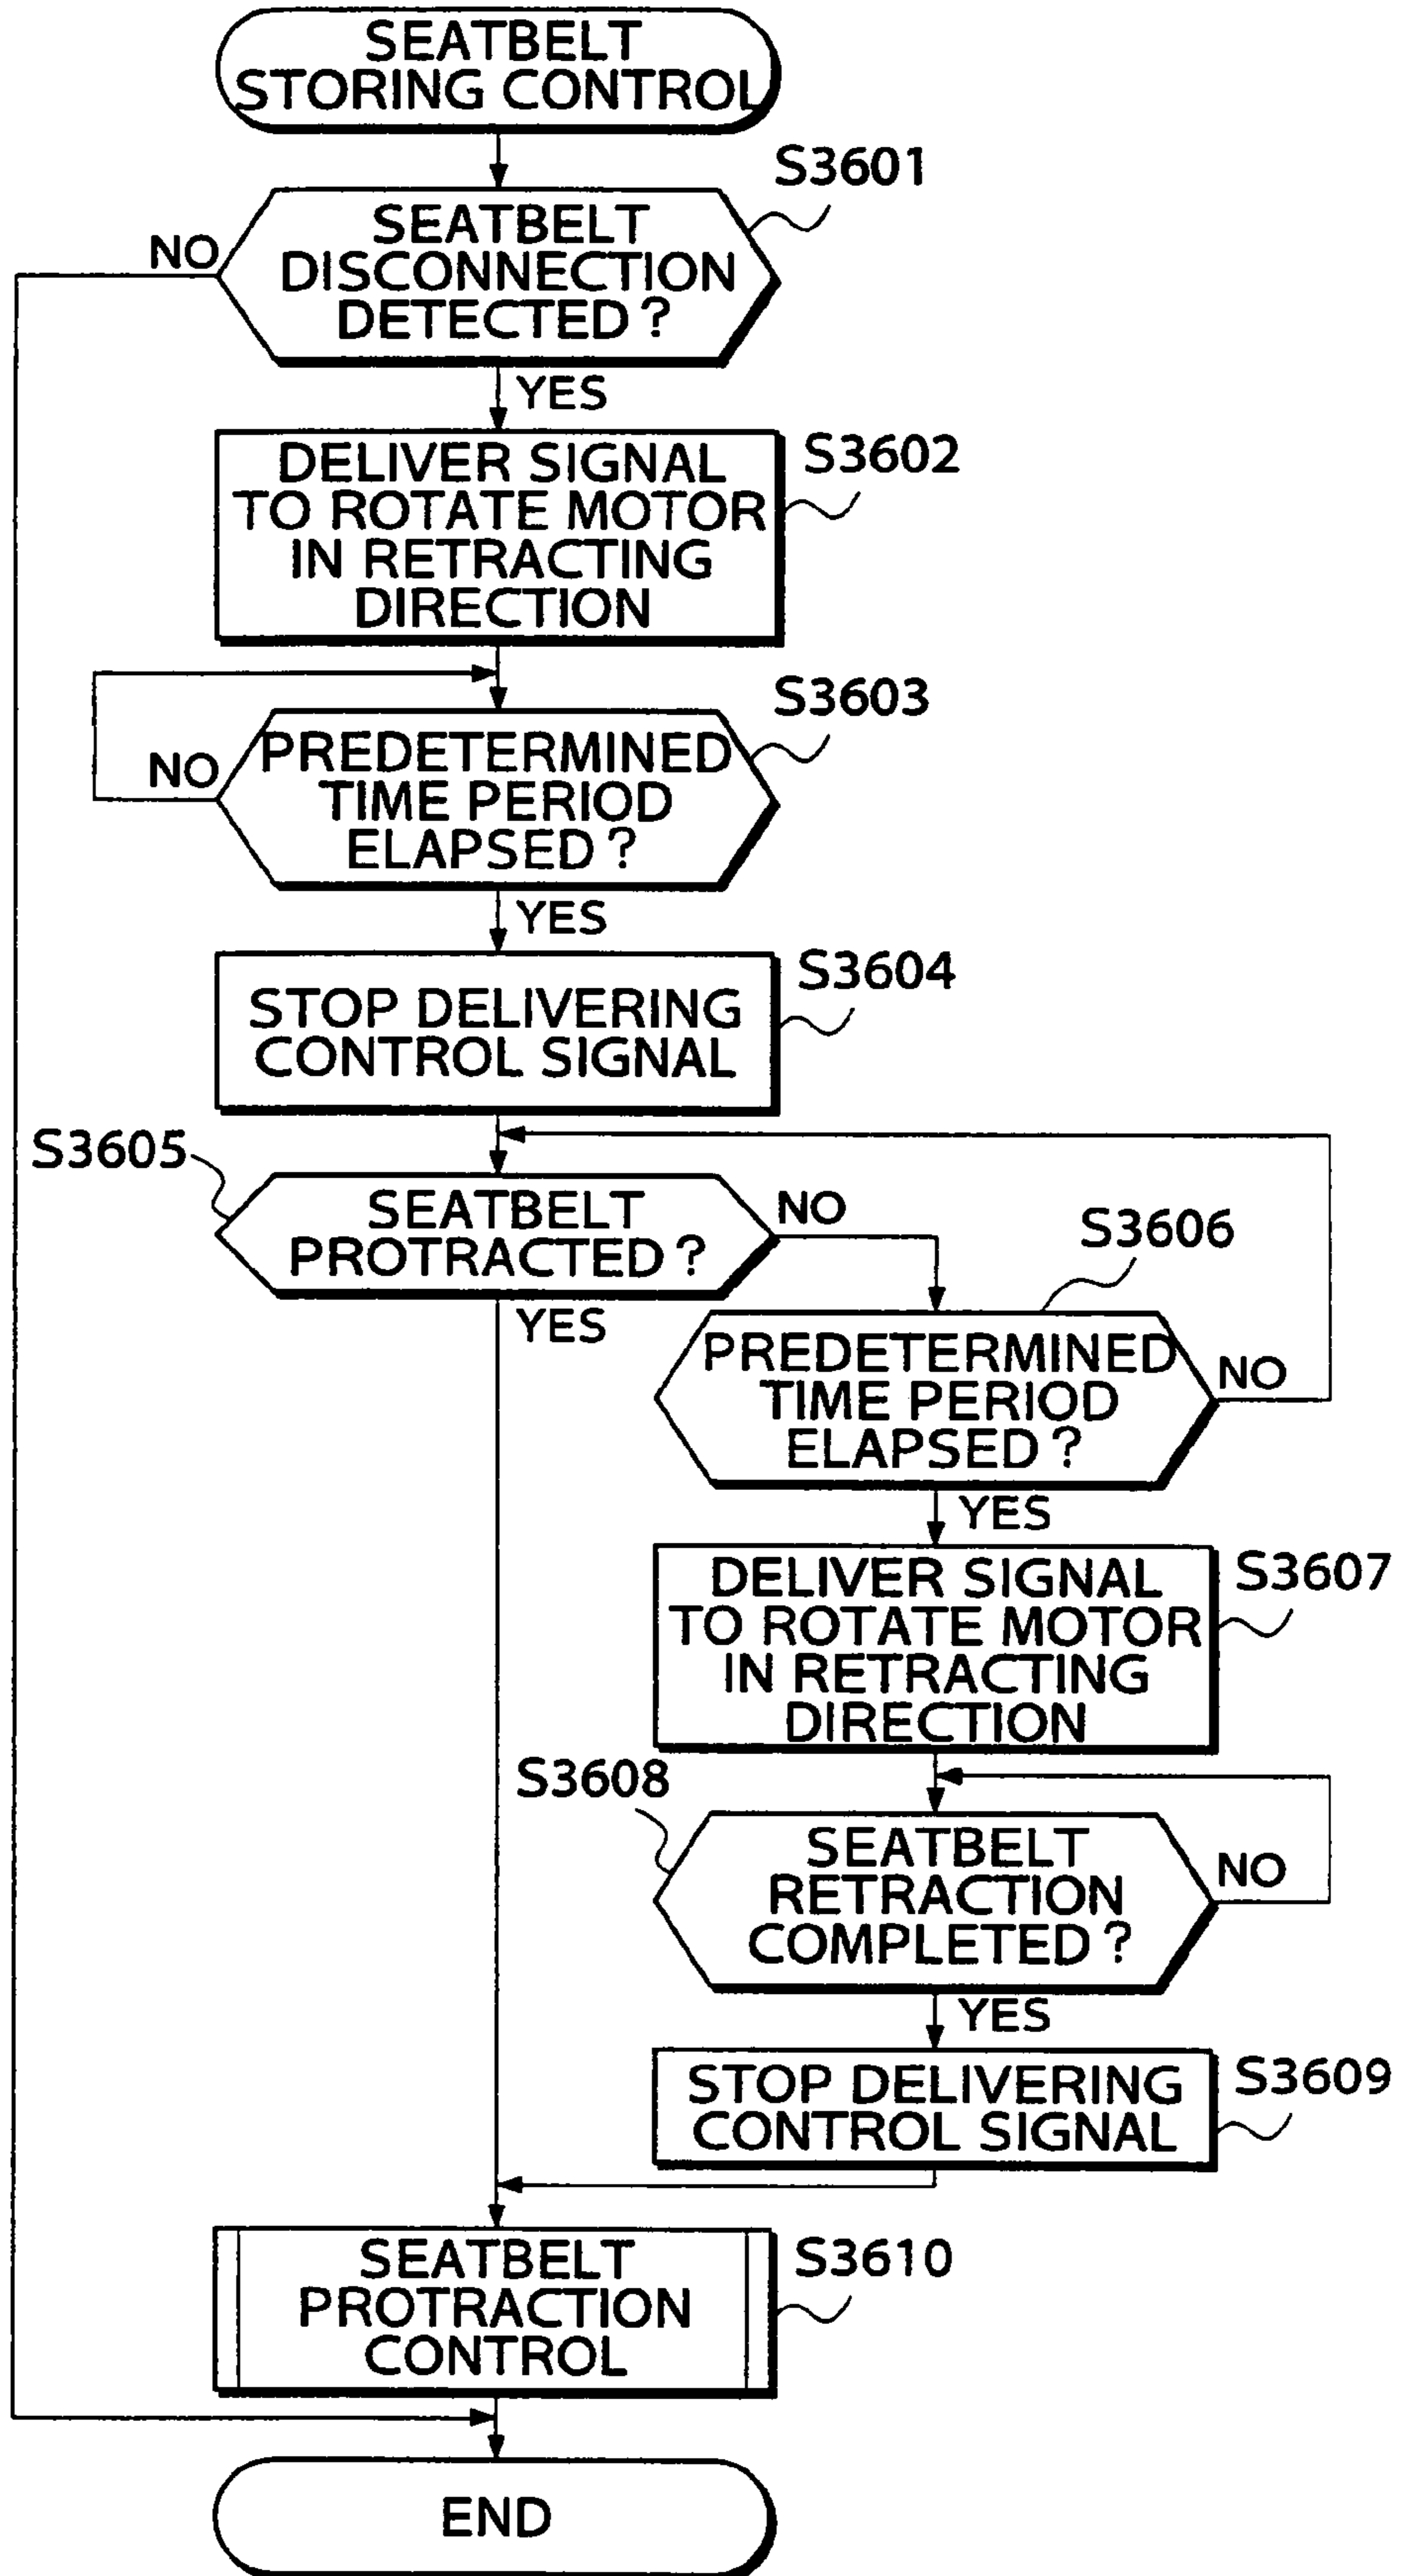 SEATBELT
STORING CONTROL
S3601
SEATBELT
DISCONNECTION
DETECTED?
NO
YES
S3602
DELIVER SIGNAL
TO ROTATE MOTOR
IN RETRACTING
DIRECTION
S3603
PREDETERMINED
TIME PERIOD
ELAPSED?
NO
YES
S3604
STOP DELIVERING
CONTROL SIGNAL
S3605
SEATBELT
PROTRACTED?
NO
YES
S3606
PREDETERMINED
TIME PERIOD
ELAPSED?
NO
YES
S3607
DELIVER SIGNAL
TO ROTATE MOTOR
IN RETRACTING
DIRECTION
S3608
SEATBELT
RETRACTION
COMPLETED?
NO
YES
S3609
STOP DELIVERING
CONTROL SIGNAL
S3610
SEATBELT
PROTRACTION
CONTROL
END